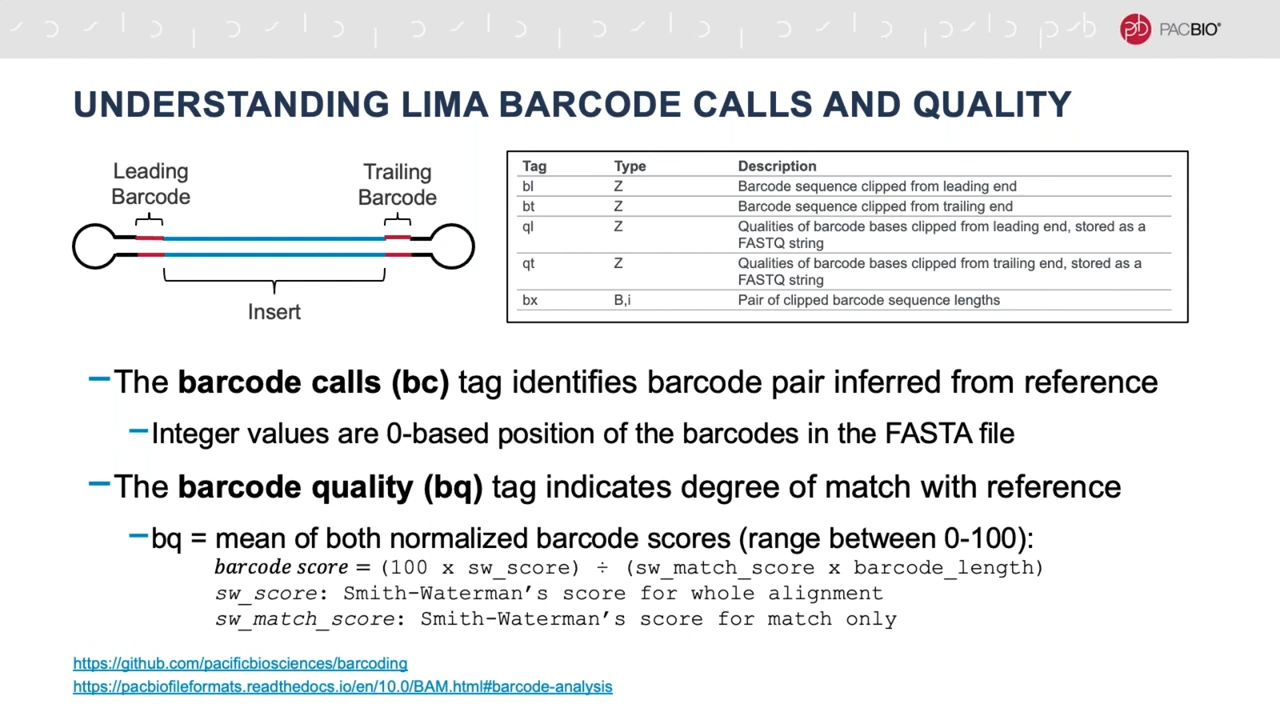 PACBIO®
UNDERSTANDING LIMA BARCODE CALLS AND QUALITY
Leading
Barcode
Trailing
Barcode
Insert
Tag Type Description
bl Z Barcode sequence clipped from leading end
bt Z Barcode sequence clipped from trailing end
ql Z Qualities of barcode bases clipped from leading end, stored as a
FASTQ string
qt Z Qualities of barcode bases clipped from trailing end, stored as a
FASTQ string
bx B,i Pair of clipped barcode sequence lengths
–The barcode calls (bc) tag identifies barcode pair inferred from reference
–Integer values are 0-based position of the barcodes in the FASTA file
–The barcode quality (bq) tag indicates degree of match with reference
–bq = mean of both normalized barcode scores (range between 0-100):
barcode score = (100 x sw_score) ÷ (sw_match_score x barcode_length)
sw_score: Smith-Waterman’s score for whole alignment
sw_match_score: Smith-Waterman’s score for match only
https://github.com/pacificbiosciences/barcoding
https://pacbiofileformats.readthedocs.io/en/10.0/BAM.html#barcode-analysis